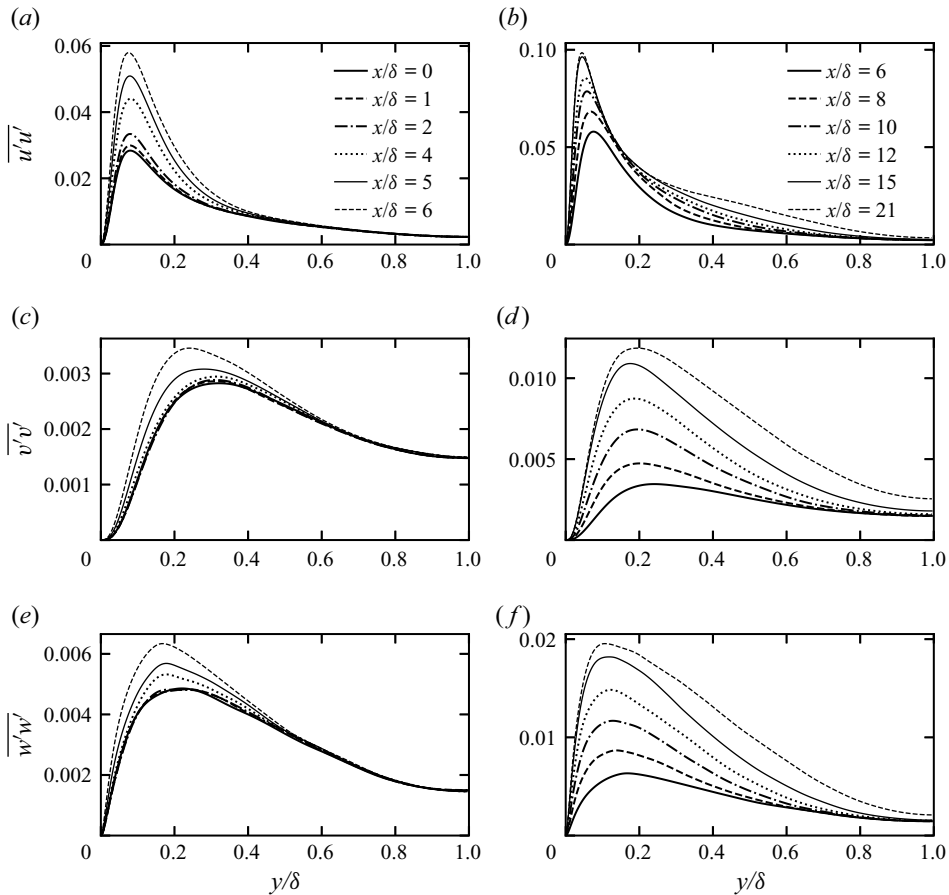 (a)
0.06
0.04
0.02
0
0.2
0.4
0.6
0.8
1.0
u′u′
x/δ = 0
x/δ = 1
x/δ = 2
x/δ = 4
x/δ = 5
x/δ = 6
(b)
0.10
0.05
0
0.2
0.4
0.6
0.8
1.0
x/δ = 6
x/δ = 8
x/δ = 10
x/δ = 12
x/δ = 15
x/δ = 21
(c)
0.003
0.002
0.001
0
0.2
0.4
0.6
0.8
1.0
v′v′
(d)
0.010
0.005
0
0.2
0.4
0.6
0.8
1.0
(e)
0.006
0.004
0.002
0
0.2
0.4
0.6
0.8
1.0
w′w′
y/δ
(f)
0.02
0.01
0
0.2
0.4
0.6
0.8
1.0
y/δ